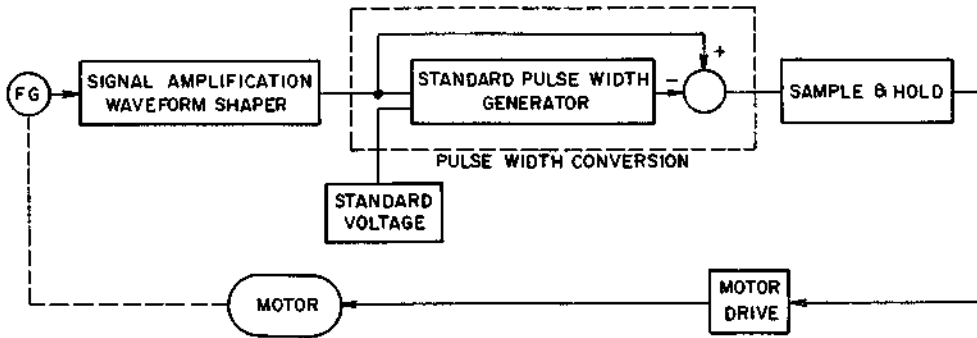 FG
SIGNAL AMPLIFICATION
WAVEFORM SHAPER
STANDARD PULSE WIDTH
GENERATOR
+
−
SAMPLE & HOLD
PULSE WIDTH CONVERSION
STANDARD
VOLTAGE
MOTOR
MOTOR
DRIVE